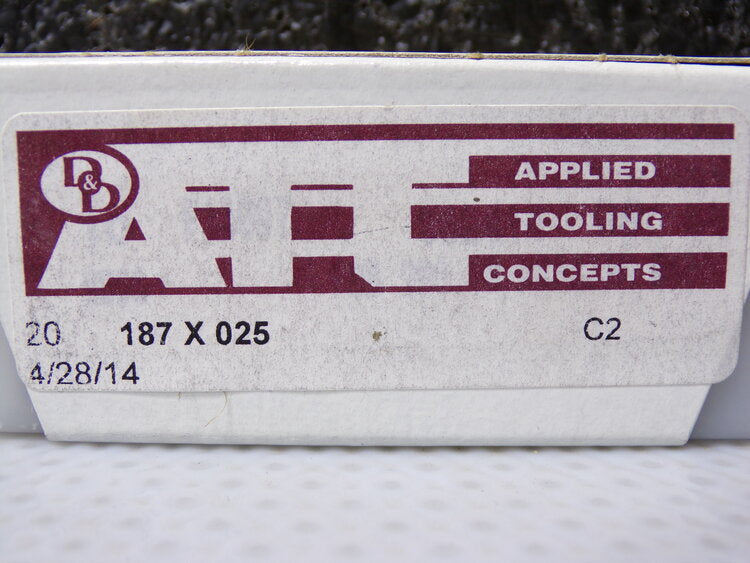 D&D
ATC
APPLIED
TOOLING
CONCEPTS
20 187 X 025 C2
4/28/14